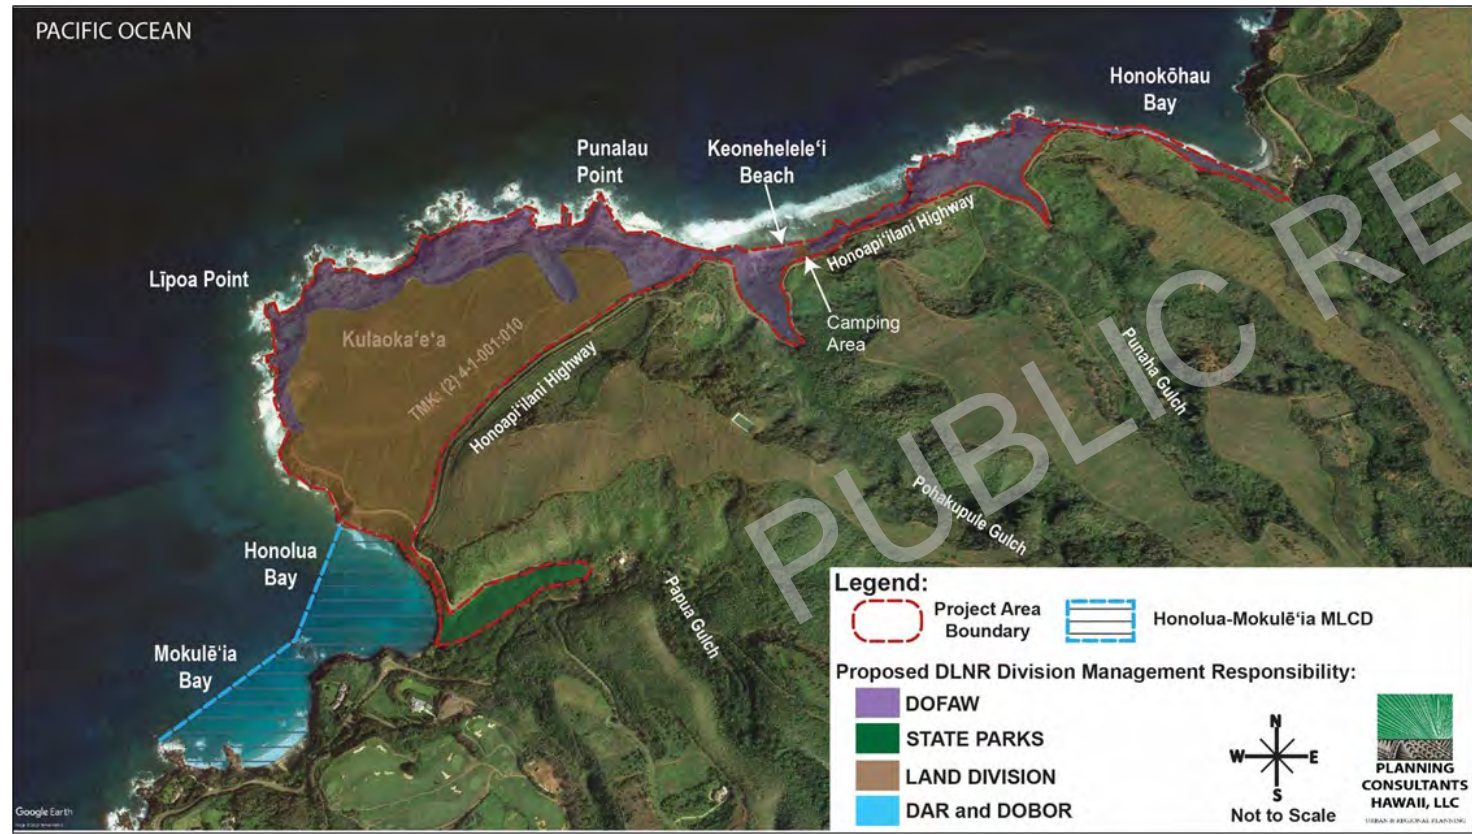 PACIFIC OCEAN
Honokōhau
Bay
Punalau
Point
Keonehelele‘i
Beach
Honoapi‘ilani Highway
Līpoa Point
Camping
Area
Kulaoka‘e‘a
TMK: (2) 4-1-001:010
Honoapi‘ilani Highway
Punaha Gulch
Pohakupule Gulch
Papua Gulch
Honolua
Bay
Mokulē‘ia
Bay
PUBLIC RE
Legend:
Project Area
Boundary
Honolua-Mokulē‘ia MLCD
Proposed DLNR Division Management Responsibility:
DOFAW
STATE PARKS
LAND DIVISION
DAR and DOBOR
N
W E
S
Not to Scale
PLANNING
CONSULTANTS
HAWAII, LLC
URBAN & REGIONAL PLANNING
Google Earth